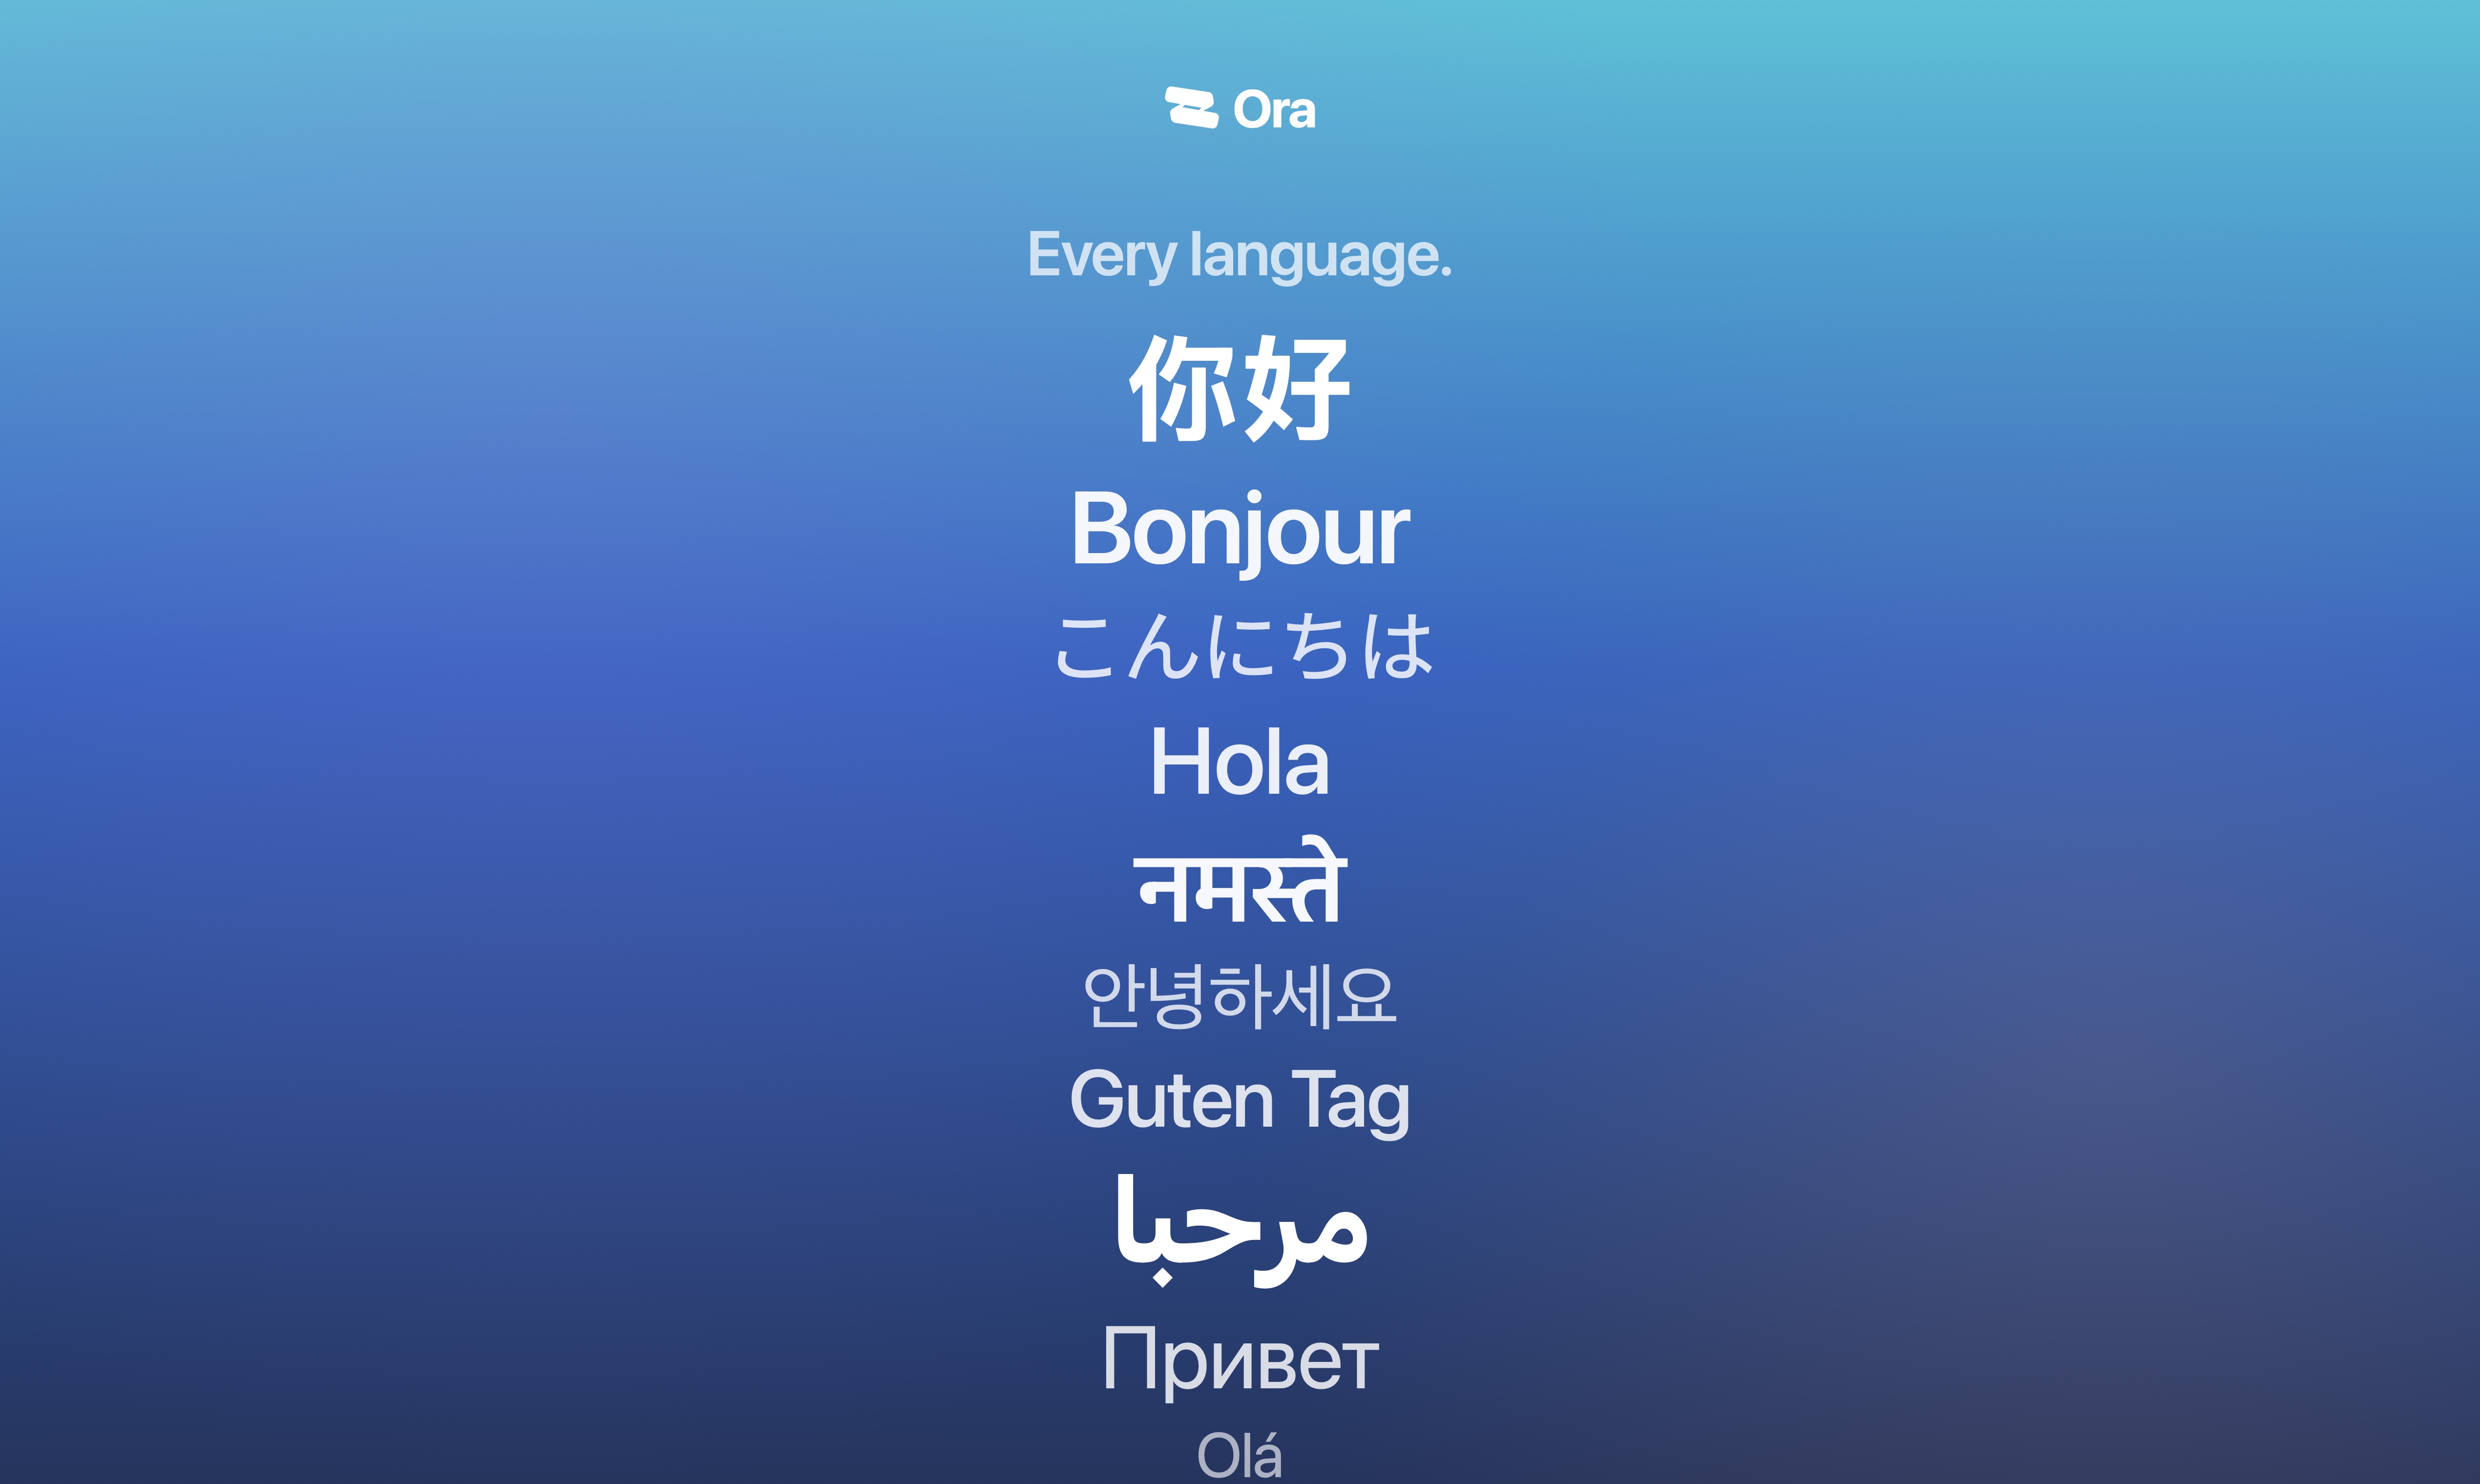 Ora
Every language.
你好
Bonjour
こんにちは
Hola
नमस्ते
안녕하세요
Guten Tag
مرحبا
Привет
Olá